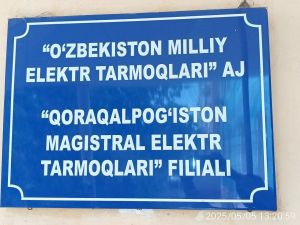 “O‘ZBEKISTON MILLIY
ELEKTR TARMOQLARI” AJ
“QORAQALPOG‘ISTON
MAGISTRAL ELEKTR
TARMOQLARI” FILIALI
2025/05/05 13:20:59